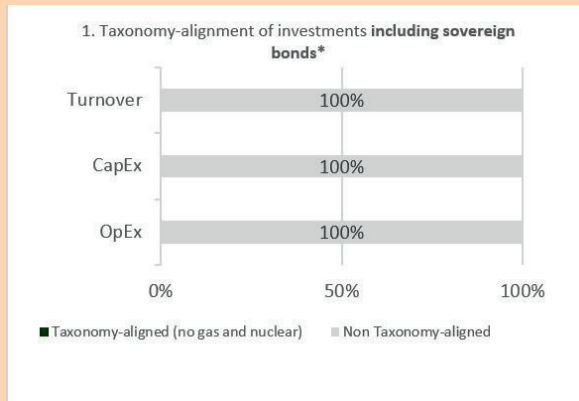 1. Taxonomy-alignment of investments including sovereign
bonds*
Turnover 100%
CapEx 100%
OpEx 100%
0% 50% 100%
Taxonomy-aligned (no gas and nuclear) Non Taxonomy-aligned